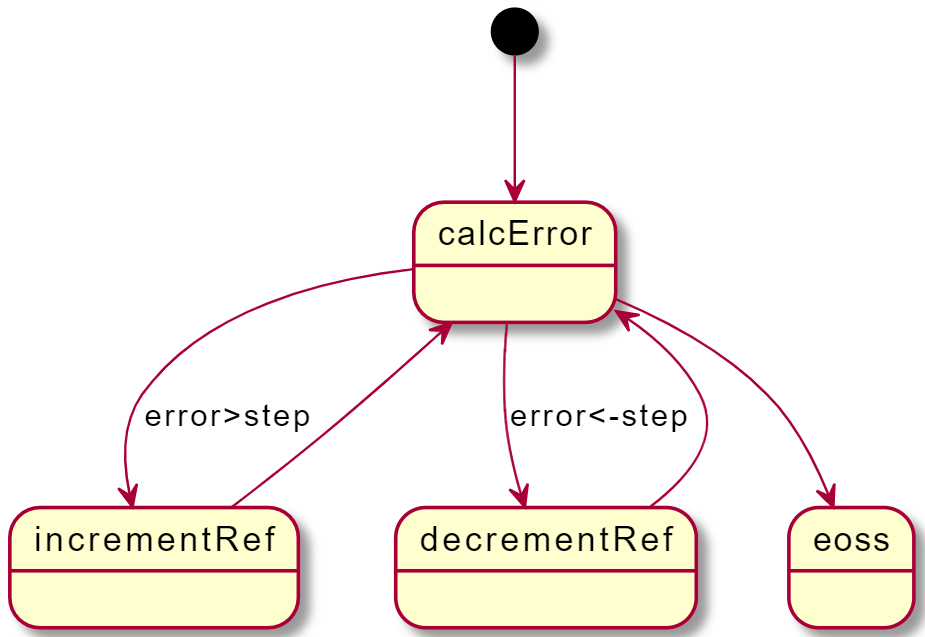 calcError
error>step
error<-step
incrementRef
decrementRef
eoss